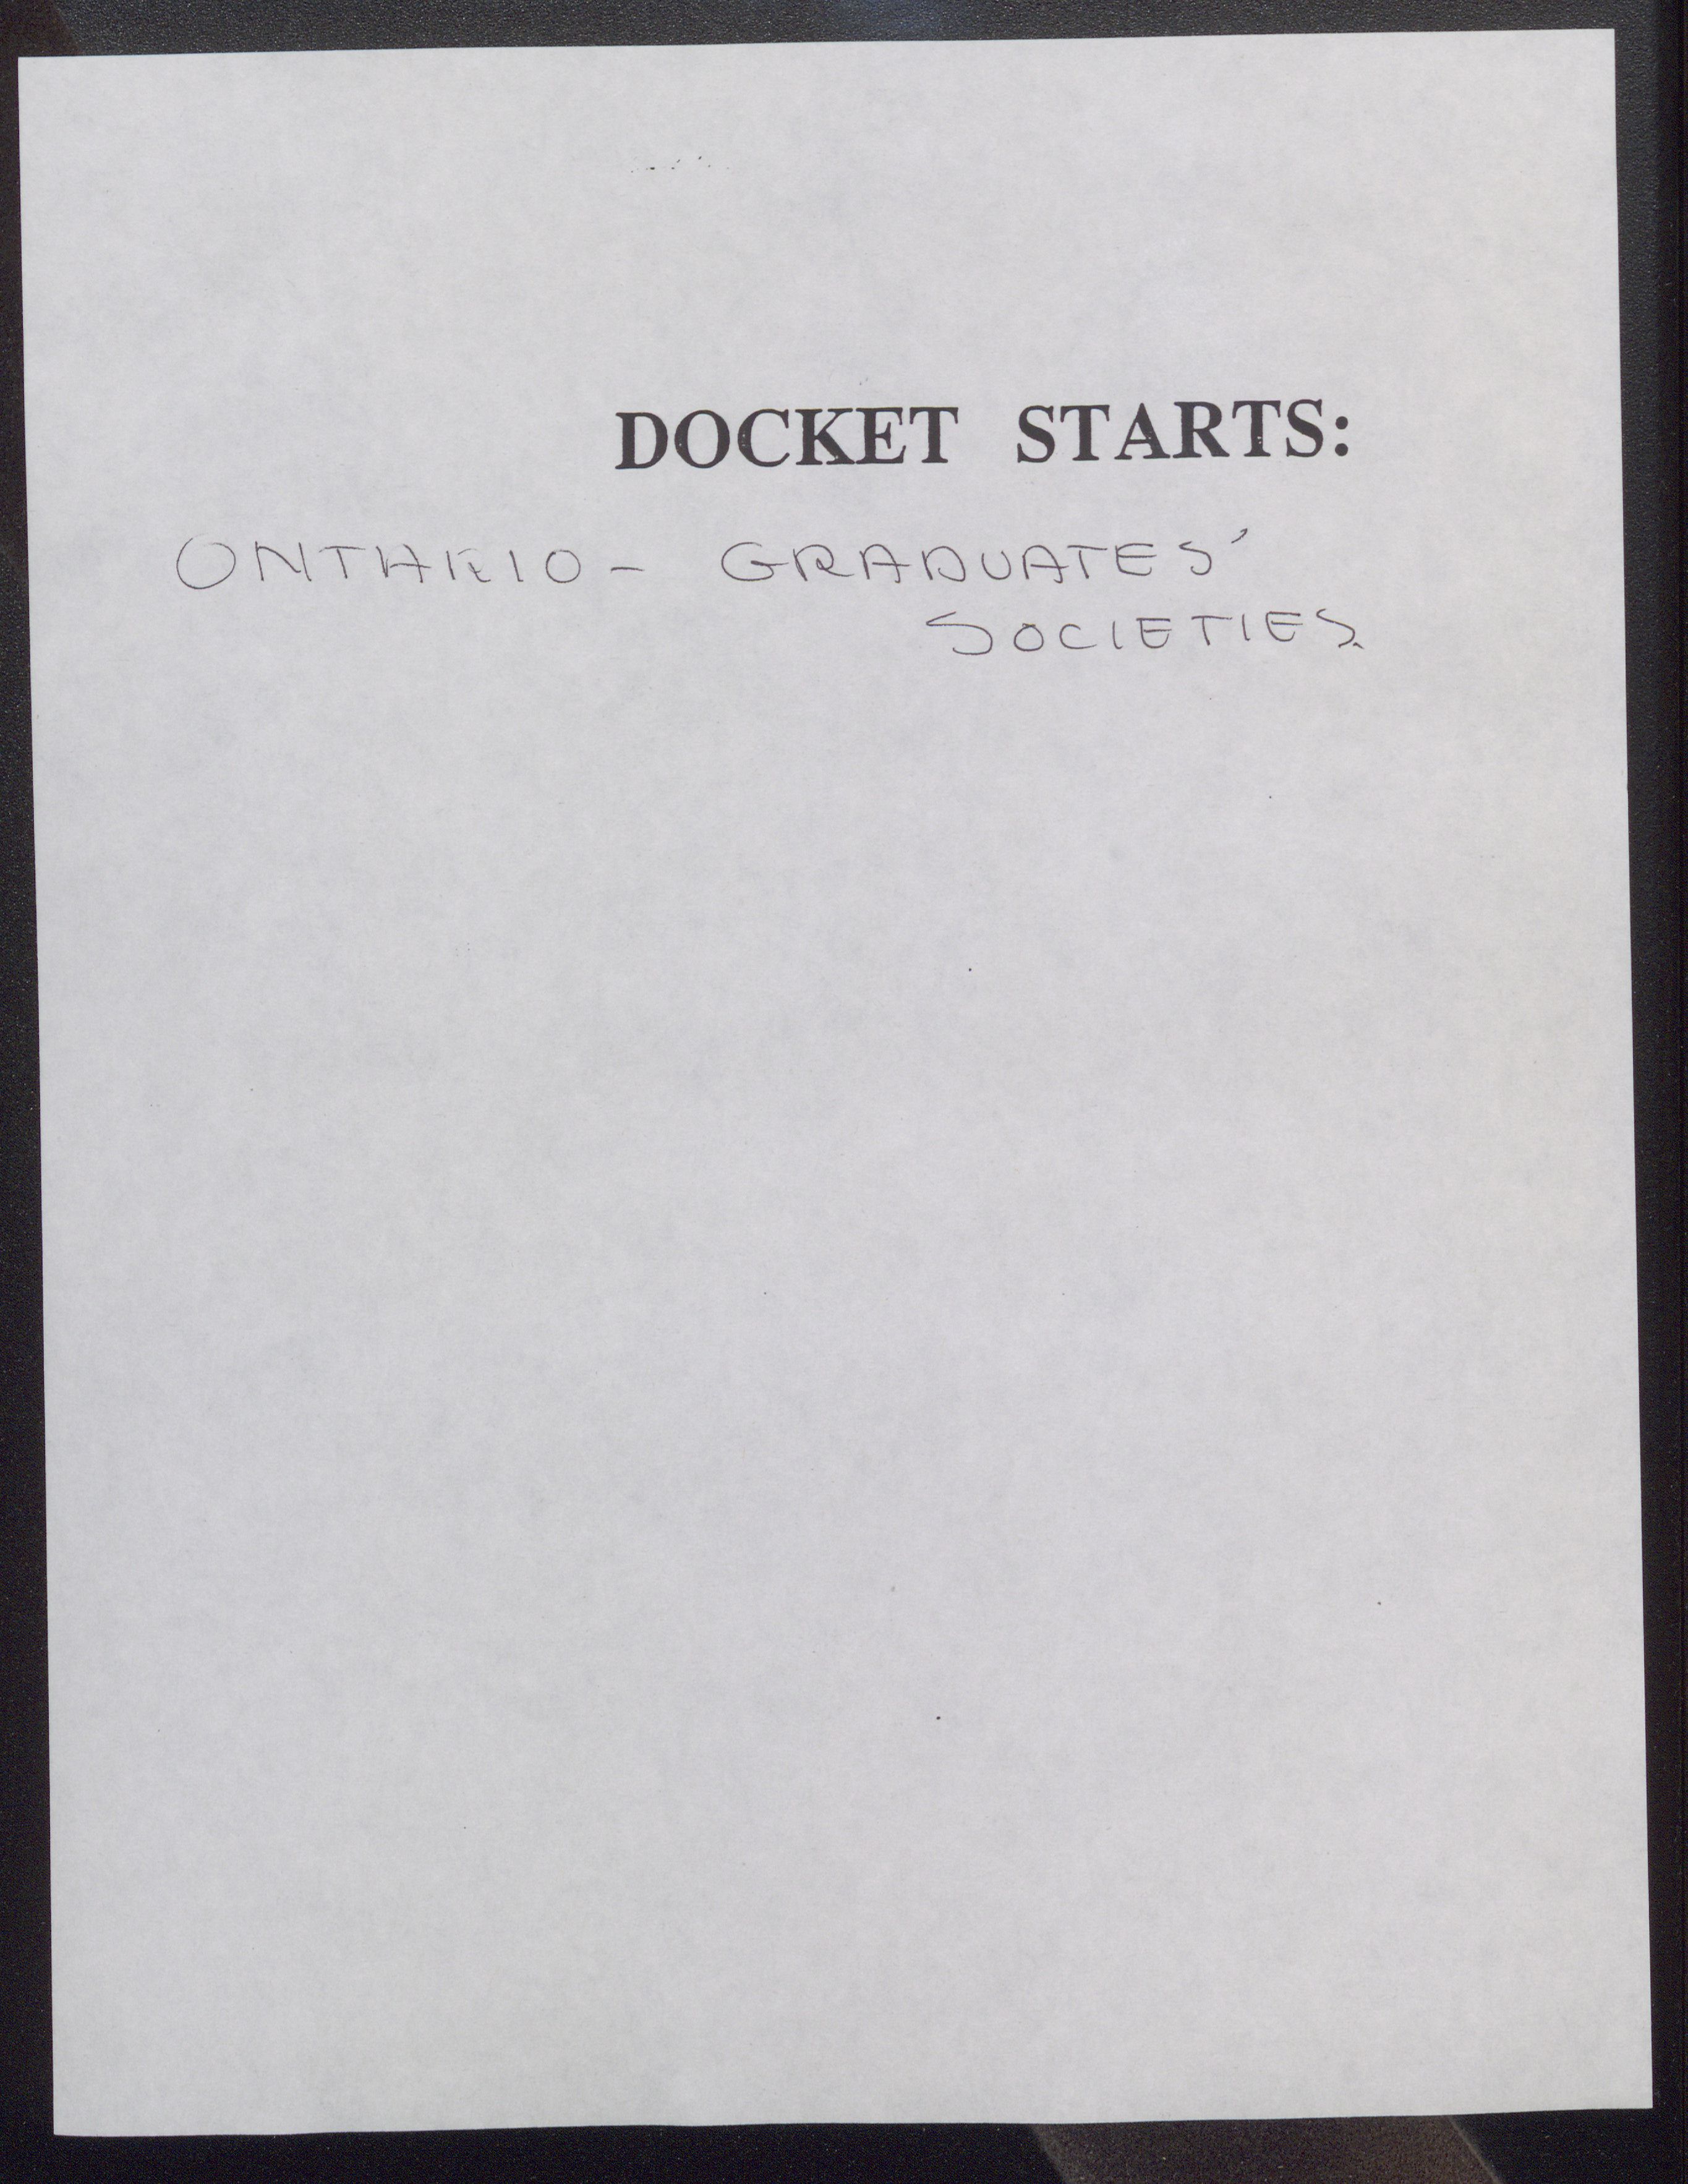 DOCKET STARTS:
ONTARIO - GRADUATES'
SOCIETIES